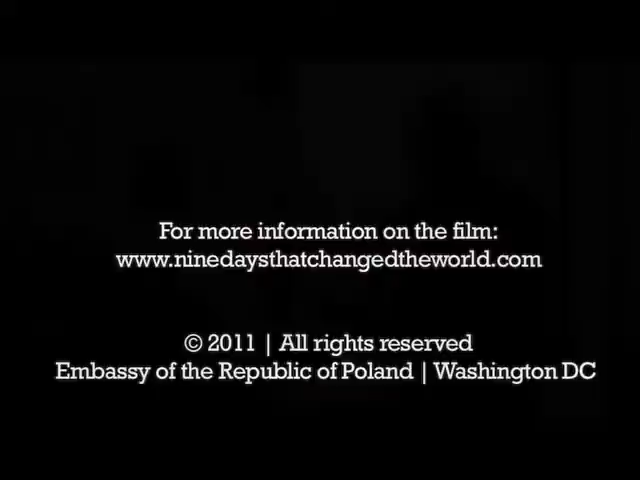 For more information on the film:
www.ninedaysthatchangedtheworld.com
© 2011 | All rights reserved
Embassy of the Republic of Poland | Washington DC